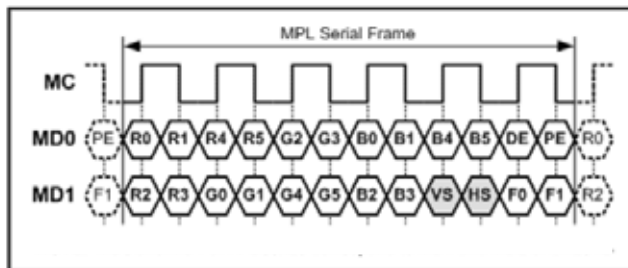 MPL Serial Frame
MC
MD0 PE R0 R1 R4 R5 G2 G3 B0 B1 B4 B5 DE PE R0
MD1 F1 R2 R3 G0 G1 G4 G5 B2 B3 VS HS F0 F1 R2